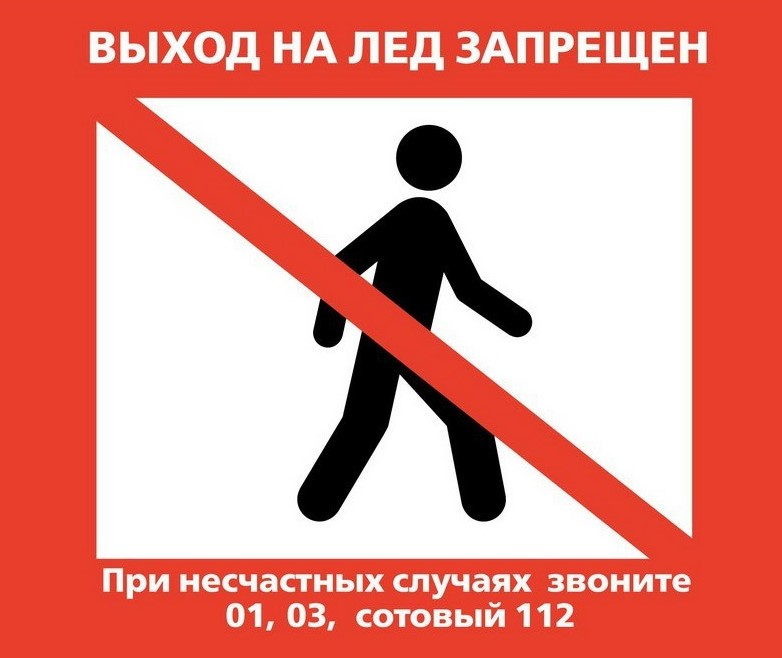 ВЫХОД НА ЛЕД ЗАПРЕЩЕН
При несчастных случаях звоните
01, 03, сотовый 112